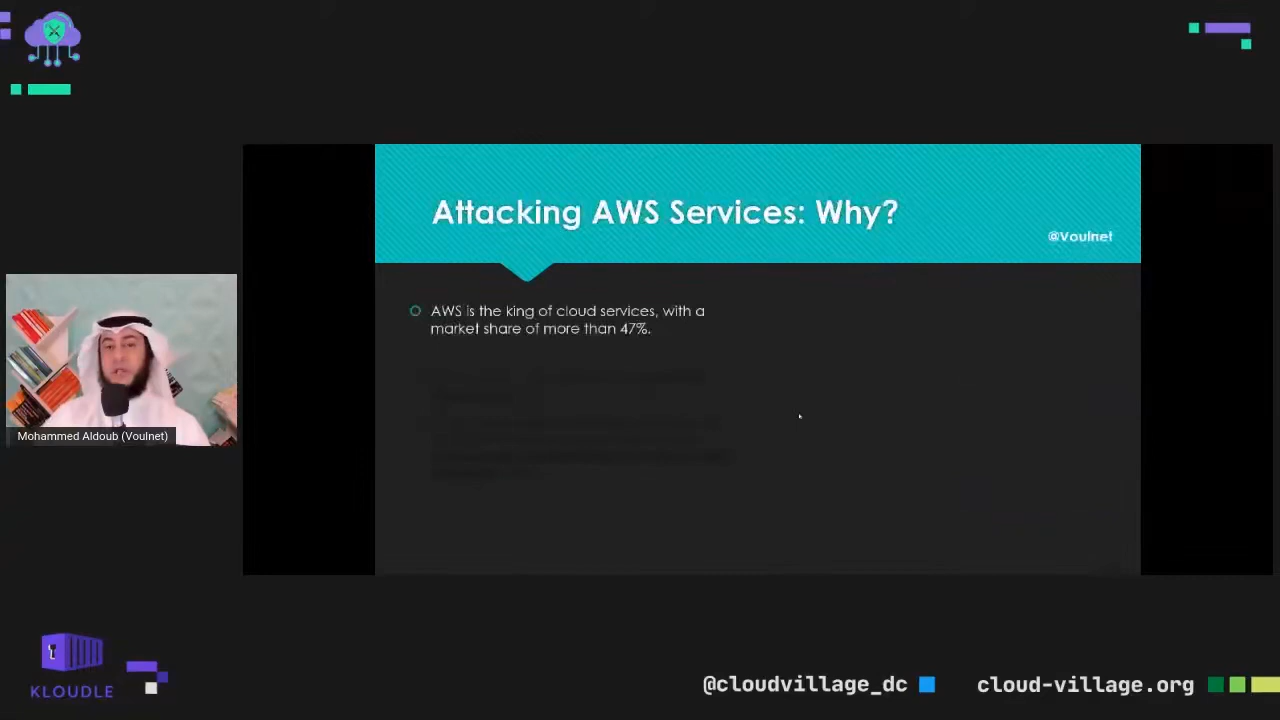 Attacking AWS Services: Why?
@Voulnet
AWS is the king of cloud services, with a
market share of more than 47%.
Mohammed Aldoub (Voulnet)
KLOUDLE
@cloudvillage_dc
cloud-village.org